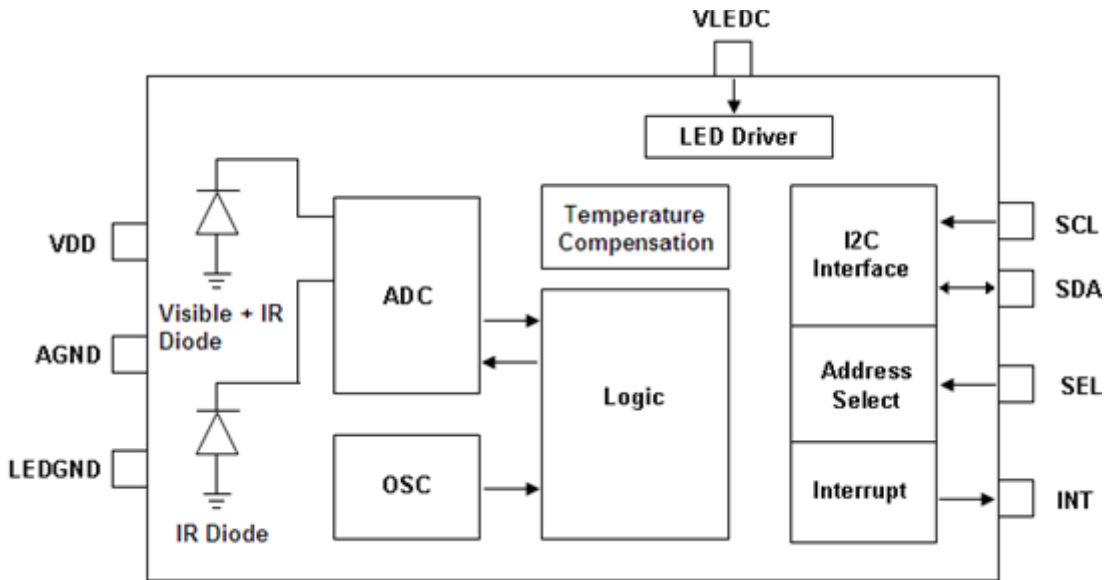 VLEDC
LED Driver
VDD
AGND
LEDGND
Visible + IR
Diode
IR Diode
ADC
OSC
Temperature
Compensation
Logic
I2C
Interface
Address
Select
Interrupt
SCL
SDA
SEL
INT